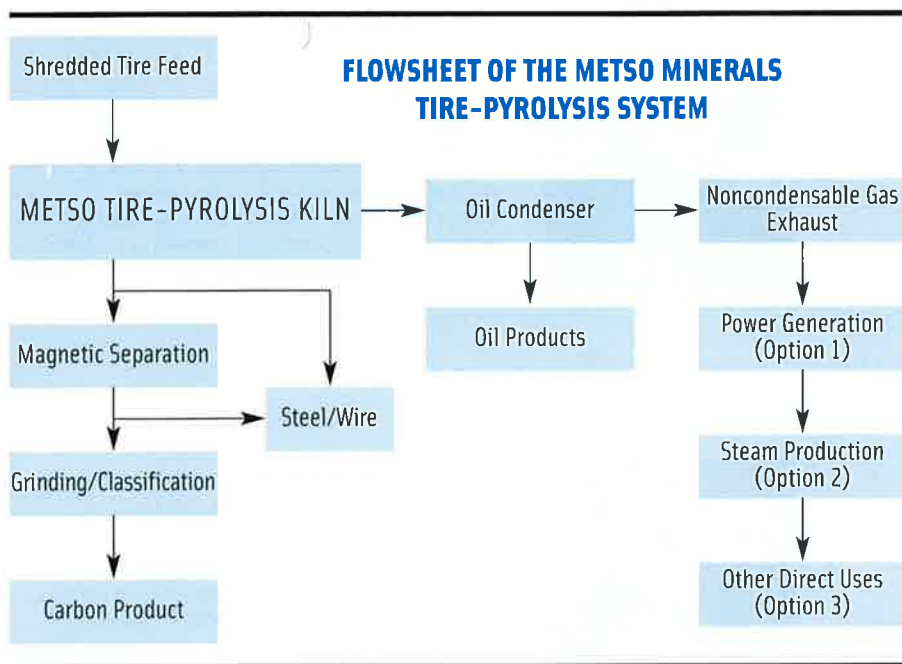 FLOWSHEET OF THE METSO MINERALS
TIRE-PYROLYSIS SYSTEM
Shredded Tire Feed
METSO TIRE-PYROLYSIS KILN
Oil Condenser
Noncondensable Gas
Exhaust
Oil Products
Power Generation
(Option 1)
Magnetic Separation
Steel/Wire
Steam Production
(Option 2)
Grinding/Classification
Carbon Product
Other Direct Uses
(Option 3)